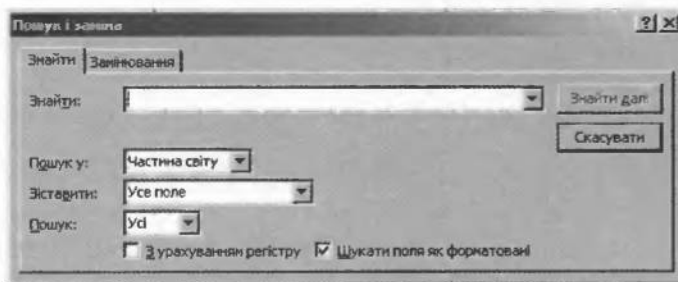 Пошук і заміна
Знайти Замінювання
Знайти: Знайти далі
Скасувати
Пошук у: Частина світу
Зіставити: Усе поле
Пошук: Усі
З урахуванням регістру Шукати поля як форматовані